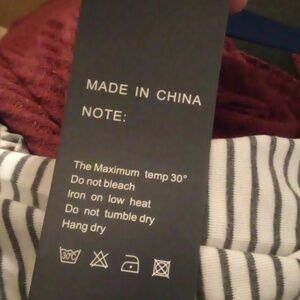 MADE IN CHINA
NOTE:
The Maximum temp 30°
Do not bleach
Iron on low heat
Do not tumble dry
Hang dry
30°C